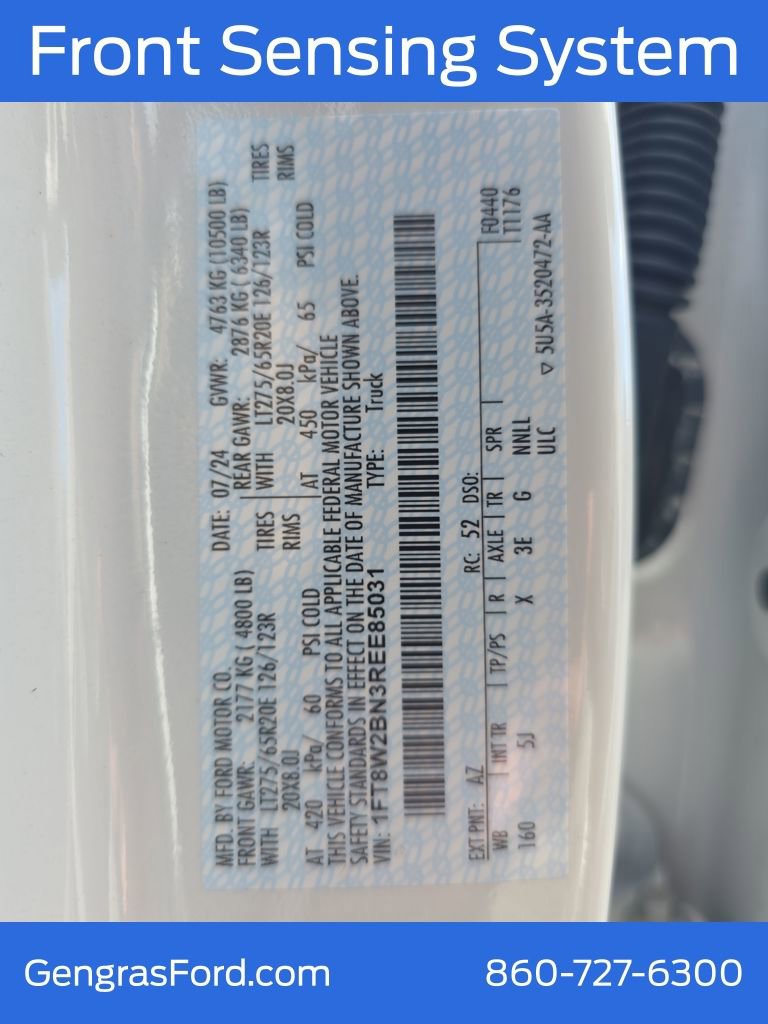 Front Sensing System
MFD. BY FORD MOTOR CO. DATE: 07/24 GVWR: 4763 KG (10500 LB)
FRONT GAWR: 2177 KG ( 4800 LB) REAR GAWR: 2876 KG ( 6340 LB)
WITH LT275/65R20E 126/123R TIRES WITH LT275/65R20E 126/123R TIRES
20X8.0J RIMS 20X8.0J RIMS
AT 420 kPa/ 60 PSI COLD AT 450 kPa/ 65 PSI COLD
THIS VEHICLE CONFORMS TO ALL APPLICABLE FEDERAL MOTOR VEHICLE
SAFETY STANDARDS IN EFFECT ON THE DATE OF MANUFACTURE SHOWN ABOVE.
VIN: 1FT8W2BN3REE85031 TYPE: Truck
EXT PNT: AZ RC: 52 DSO: F0440
WB INT TR TP/PS R AXLE TR SPR T1176
160 5J X 3E G NNLL
ULC 5U5A-3520472-AA
GengrasFord.com 860-727-6300